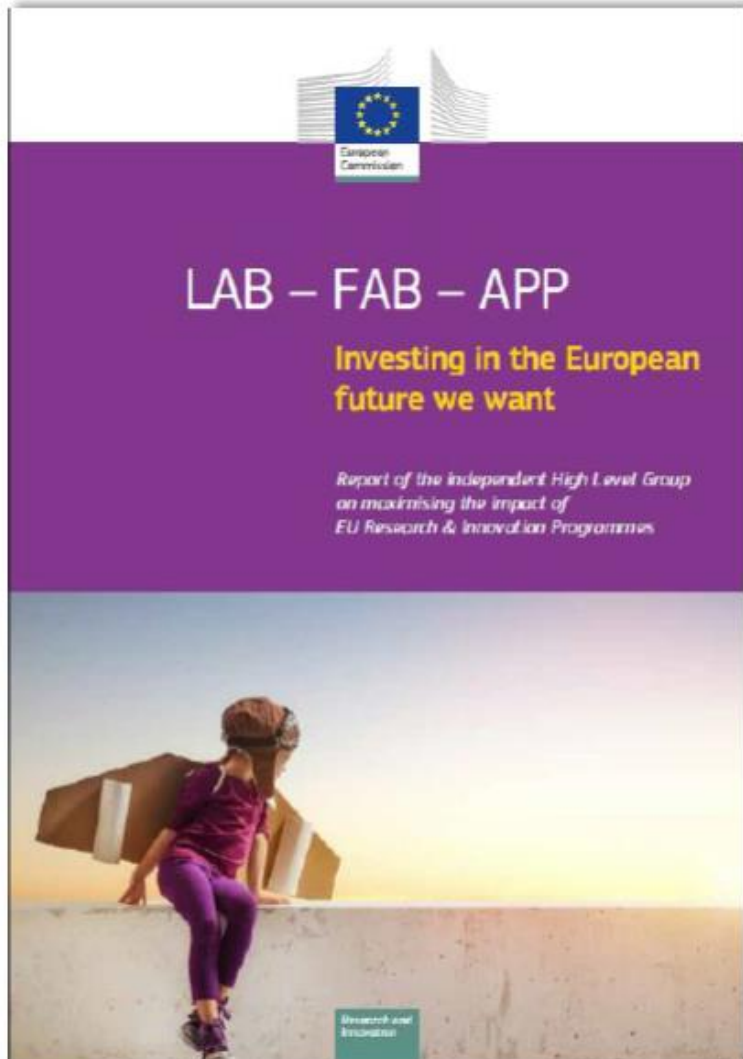 European
Commission
LAB – FAB – APP
Investing in the European
future we want
Report of the independent High Level Group
on maximising the impact of
EU Research & Innovation Programmes
Research and
Innovation